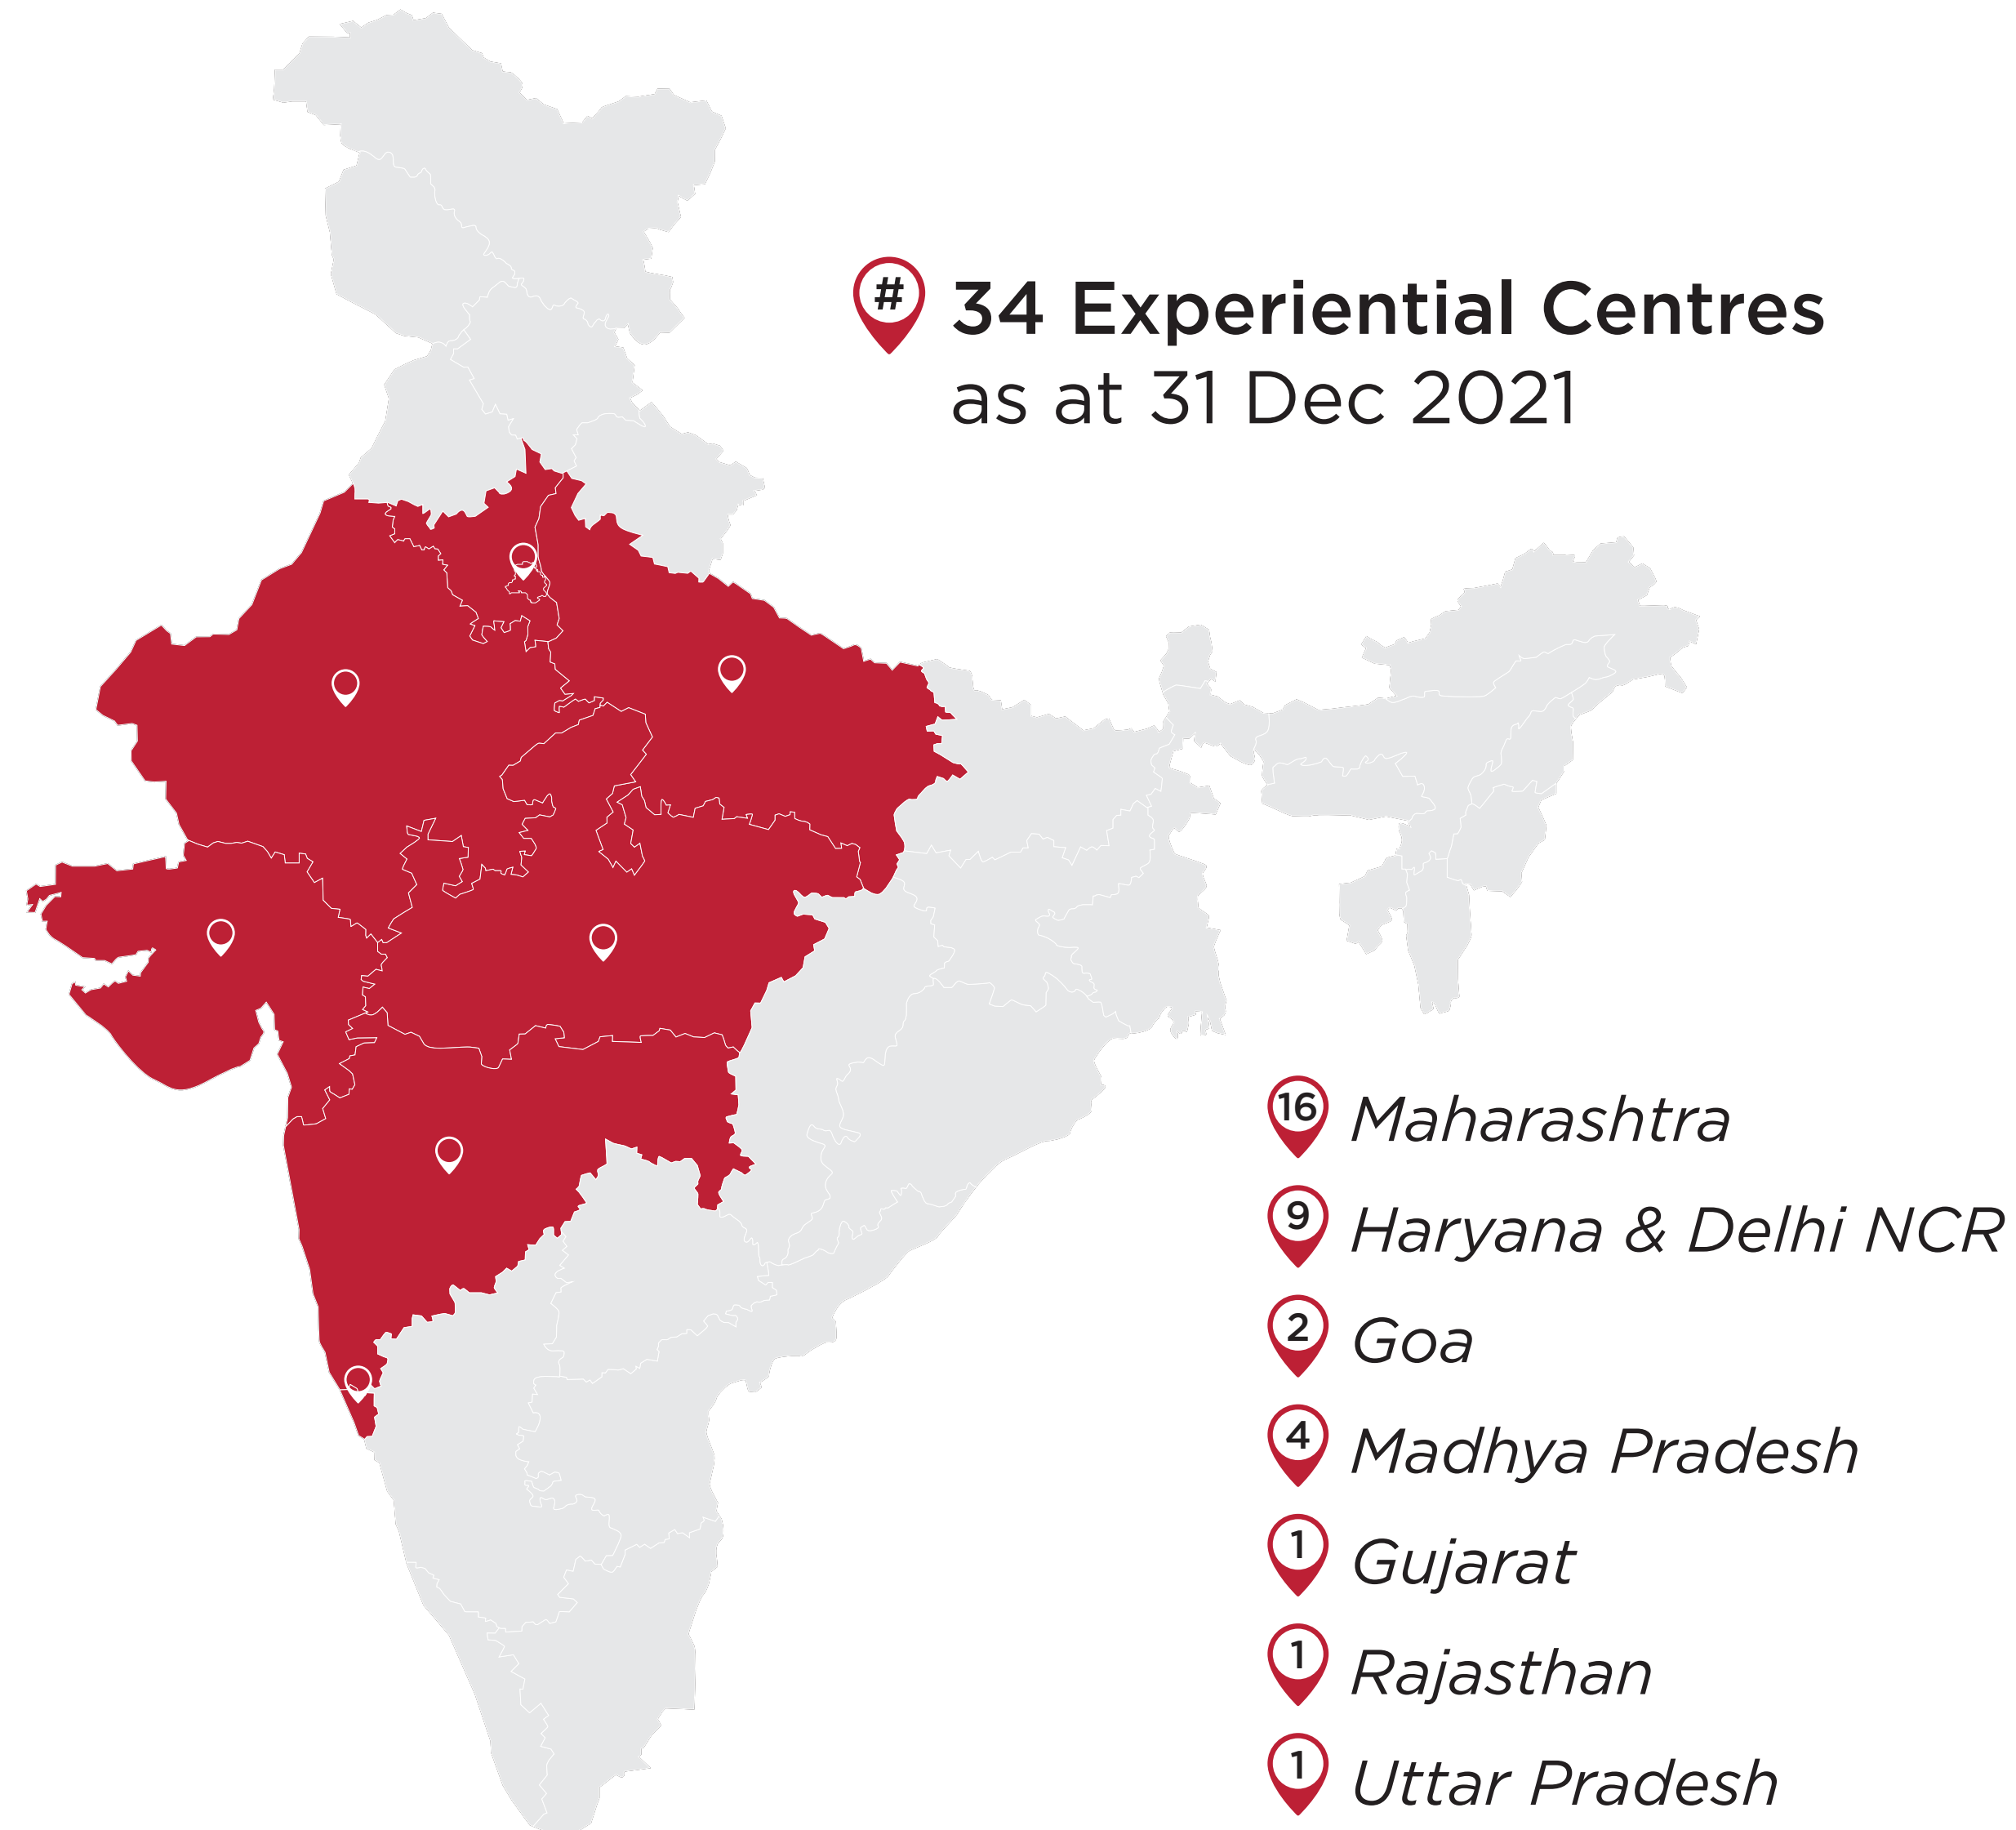 # 34 Experiential Centres
as at 31 Dec 2021
16 Maharashtra
9 Haryana & Delhi NCR
2 Goa
4 Madhya Pradesh
1 Gujarat
1 Rajasthan
1 Uttar Pradesh